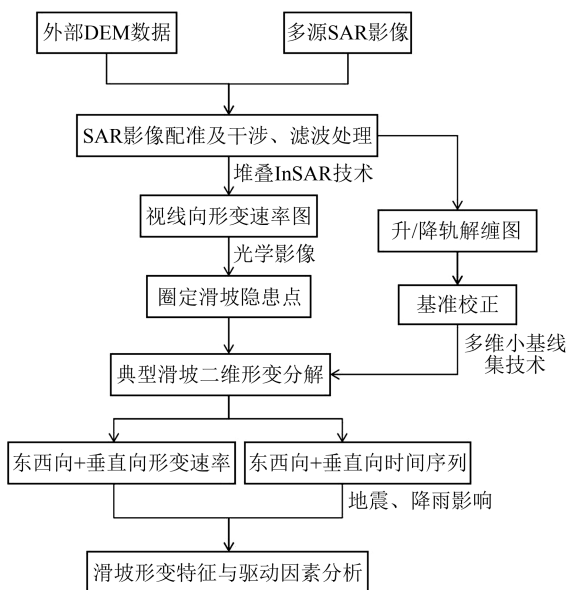 外部DEM数据
多源SAR影像
SAR影像配准及干涉、滤波处理
堆叠InSAR技术
视线向形变速率图
升/降轨解缠图
光学影像
圈定滑坡隐患点
基准校正
多维小基线
集技术
典型滑坡二维形变分解
东西向+垂直向形变速率
东西向+垂直向时间序列
地震、降雨影响
滑坡形变特征与驱动因素分析